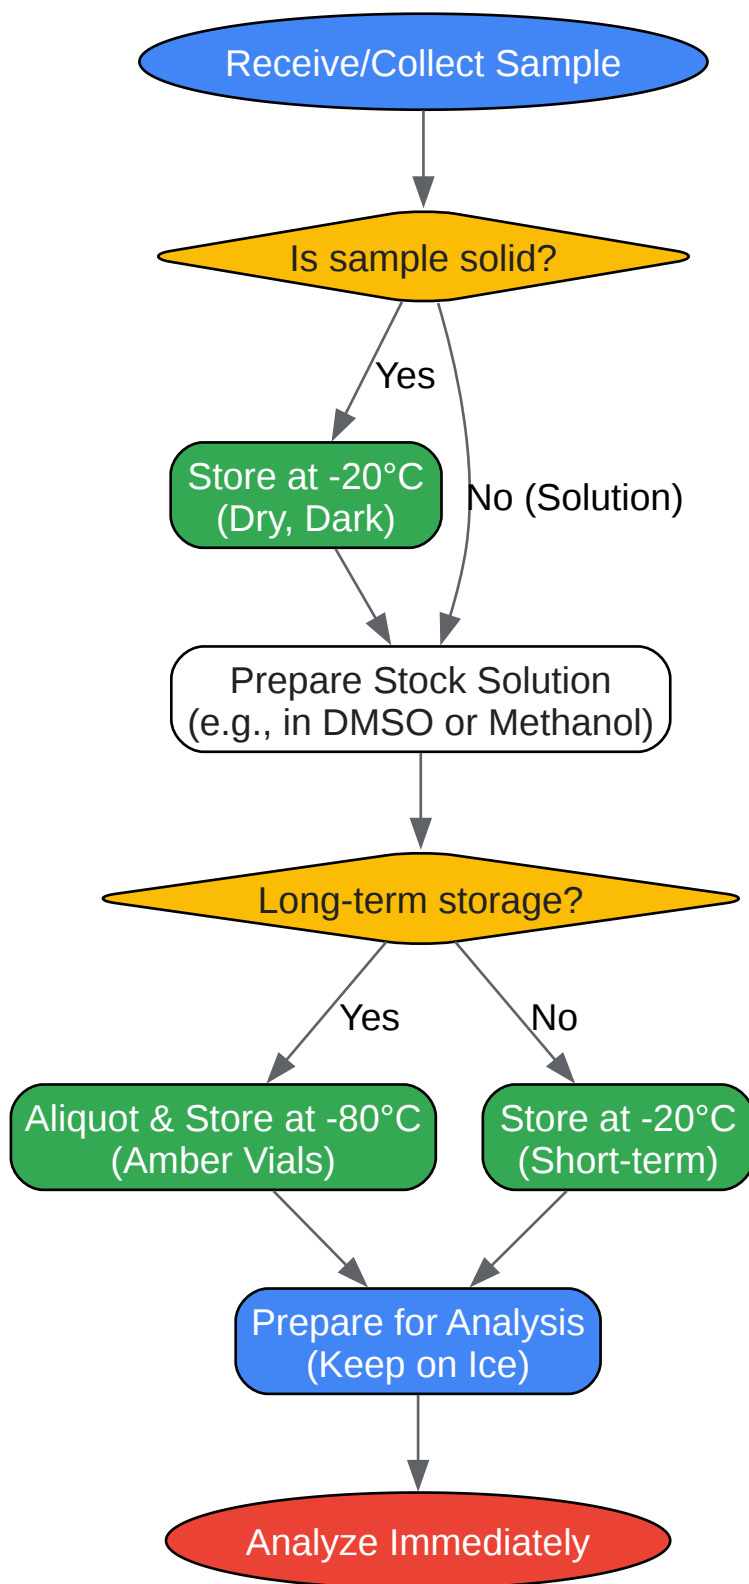 Receive/Collect Sample
Is sample solid?
Yes
Store at -20°C
(Dry, Dark)
No (Solution)
Prepare Stock Solution
(e.g., in DMSO or Methanol)
Long-term storage?
Yes
No
Aliquot & Store at -80°C
(Amber Vials)
Store at -20°C
(Short-term)
Prepare for Analysis
(Keep on Ice)
Analyze Immediately